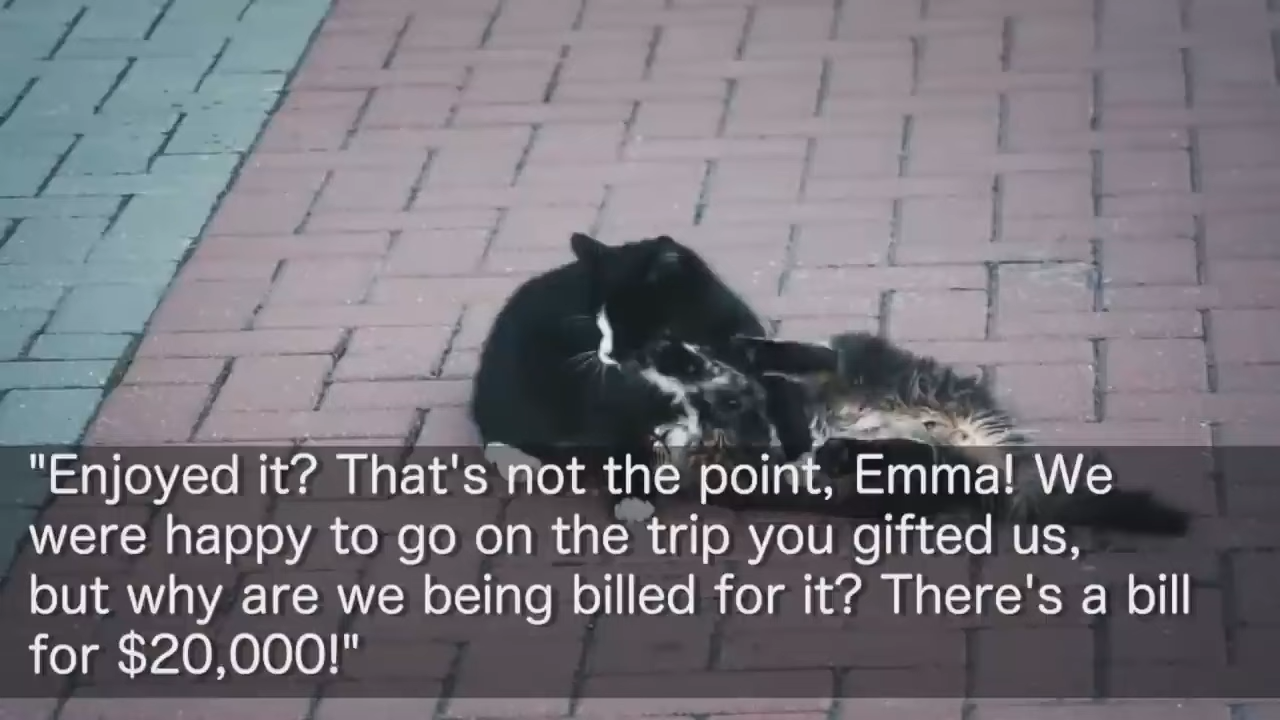 "Enjoyed it? That's not the point, Emma! We
were happy to go on the trip you gifted us,
but why are we being billed for it? There's a bill
for $20,000!"